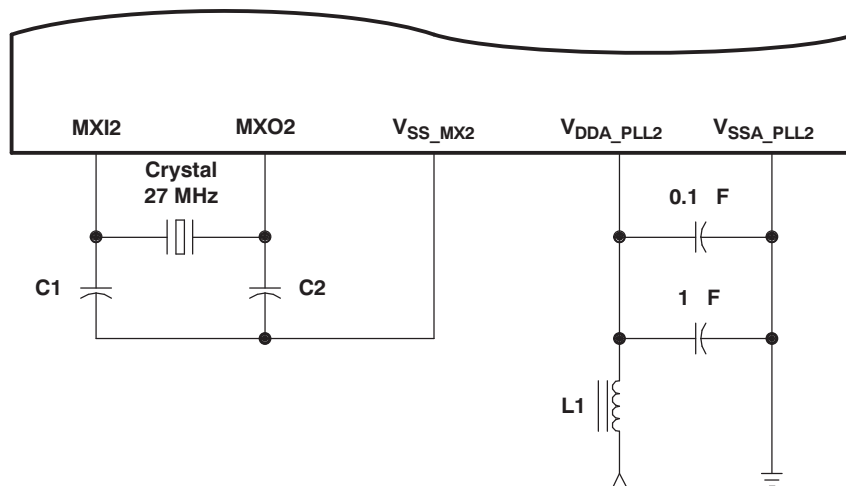 MXI2 MXO2 VSS_MX2 VDDA_PLL2 VSSA_PLL2
Crystal
27 MHz
0.1 F
C1 C2
1 F
L1